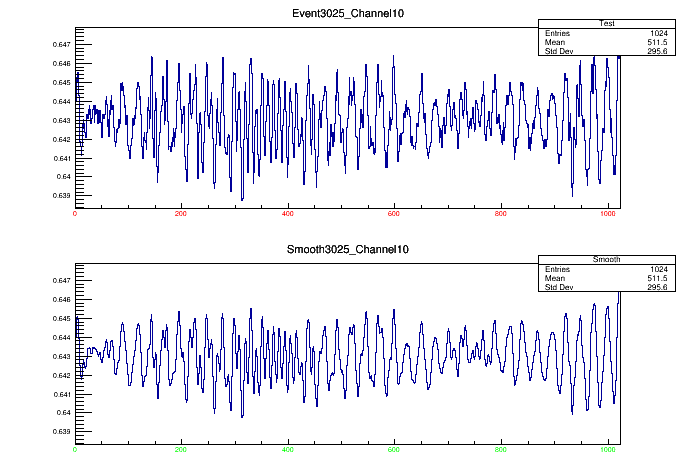 Event3025_Channel10
Test
Entries 1024
Mean 511.5
Std Dev 295.6
0.647
0.646
0.645
0.644
0.643
0.642
0.641
0.64
0.639
0 200 400 600 800 1000
Smooth3025_Channel10
Smooth
Entries 1024
Mean 511.5
Std Dev 295.6
0.647
0.646
0.645
0.644
0.643
0.642
0.641
0.64
0.639
0 200 400 600 800 1000